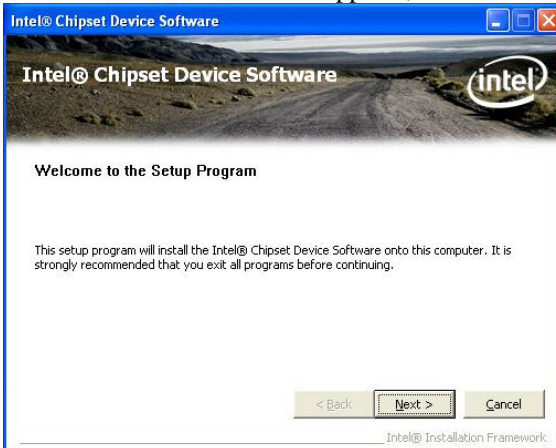 Intel® Chipset Device Software
Intel® Chipset Device Software
intel
Welcome to the Setup Program
This setup program will install the Intel® Chipset Device Software onto this computer. It is
strongly recommended that you exit all programs before continuing.
< Back
Next >
Cancel
Intel® Installation Framework